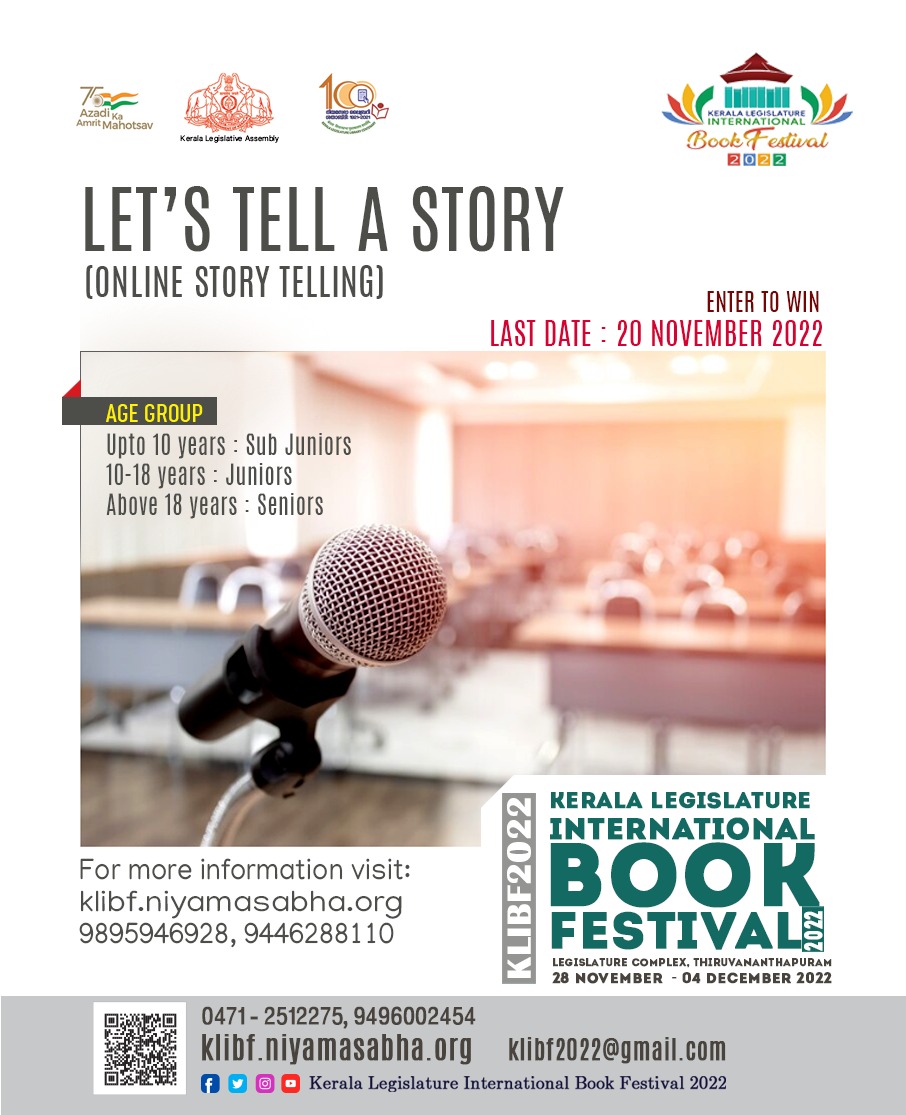 75
Azadi Ka
Amrit Mahotsav
Kerala Legislative Assembly
100
KERALA LEGISLATURE
INTERNATIONAL
Book Festival
2022
LET'S TELL A STORY
(ONLINE STORY TELLING)
ENTER TO WIN
LAST DATE : 20 NOVEMBER 2022
AGE GROUP
Upto 10 years : Sub Juniors
10-18 years : Juniors
Above 18 years : Seniors
For more information visit:
klibf.niyamasabha.org
9895946928, 9446288110
KLIBF2022
KERALA LEGISLATURE
INTERNATIONAL
BOOK
FESTIVAL 2022
LEGISLATURE COMPLEX, THIRUVANANTHAPURAM
28 NOVEMBER - 04 DECEMBER 2022
0471 - 2512275, 9496002454
klibf.niyamasabha.org klibf2022@gmail.com
Kerala Legislature International Book Festival 2022